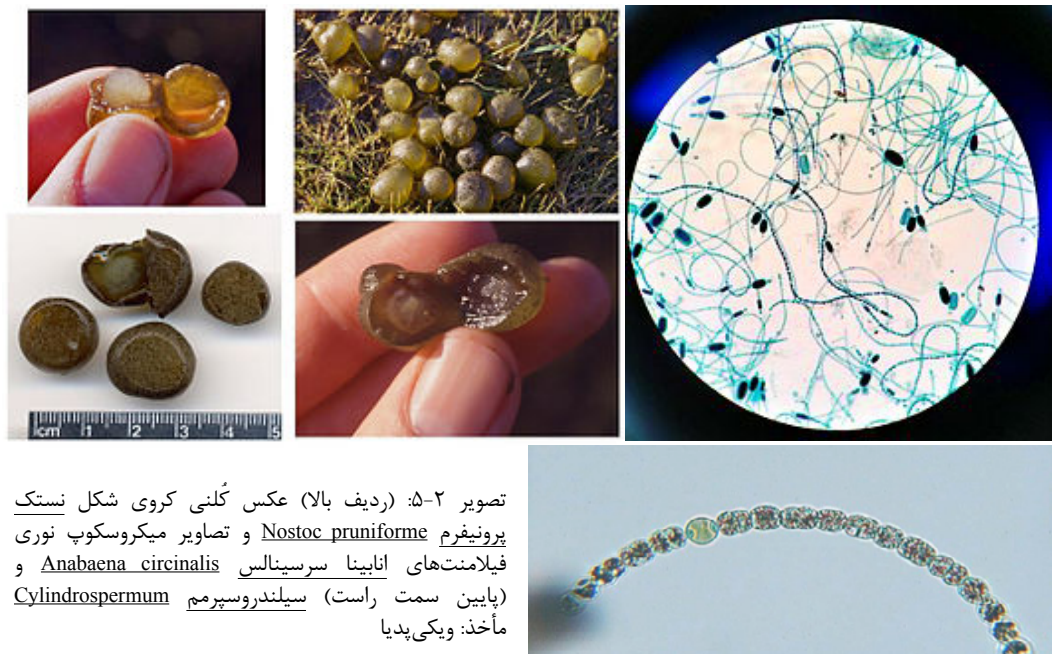 cm 1 2 3 4 5
تصویر ۲-۵: (ردیف بالا) عکس کُلنی کروی شکل نستک
پرونیفرم Nostoc pruniforme و تصاویر میکروسکوپ نوری
فیلامنت‌های انابینا سرسینالس Anabaena circinalis و
(پایین سمت راست) سیلندروسپرمم Cylindrospermum
مأخذ: ویکی‌پدیا